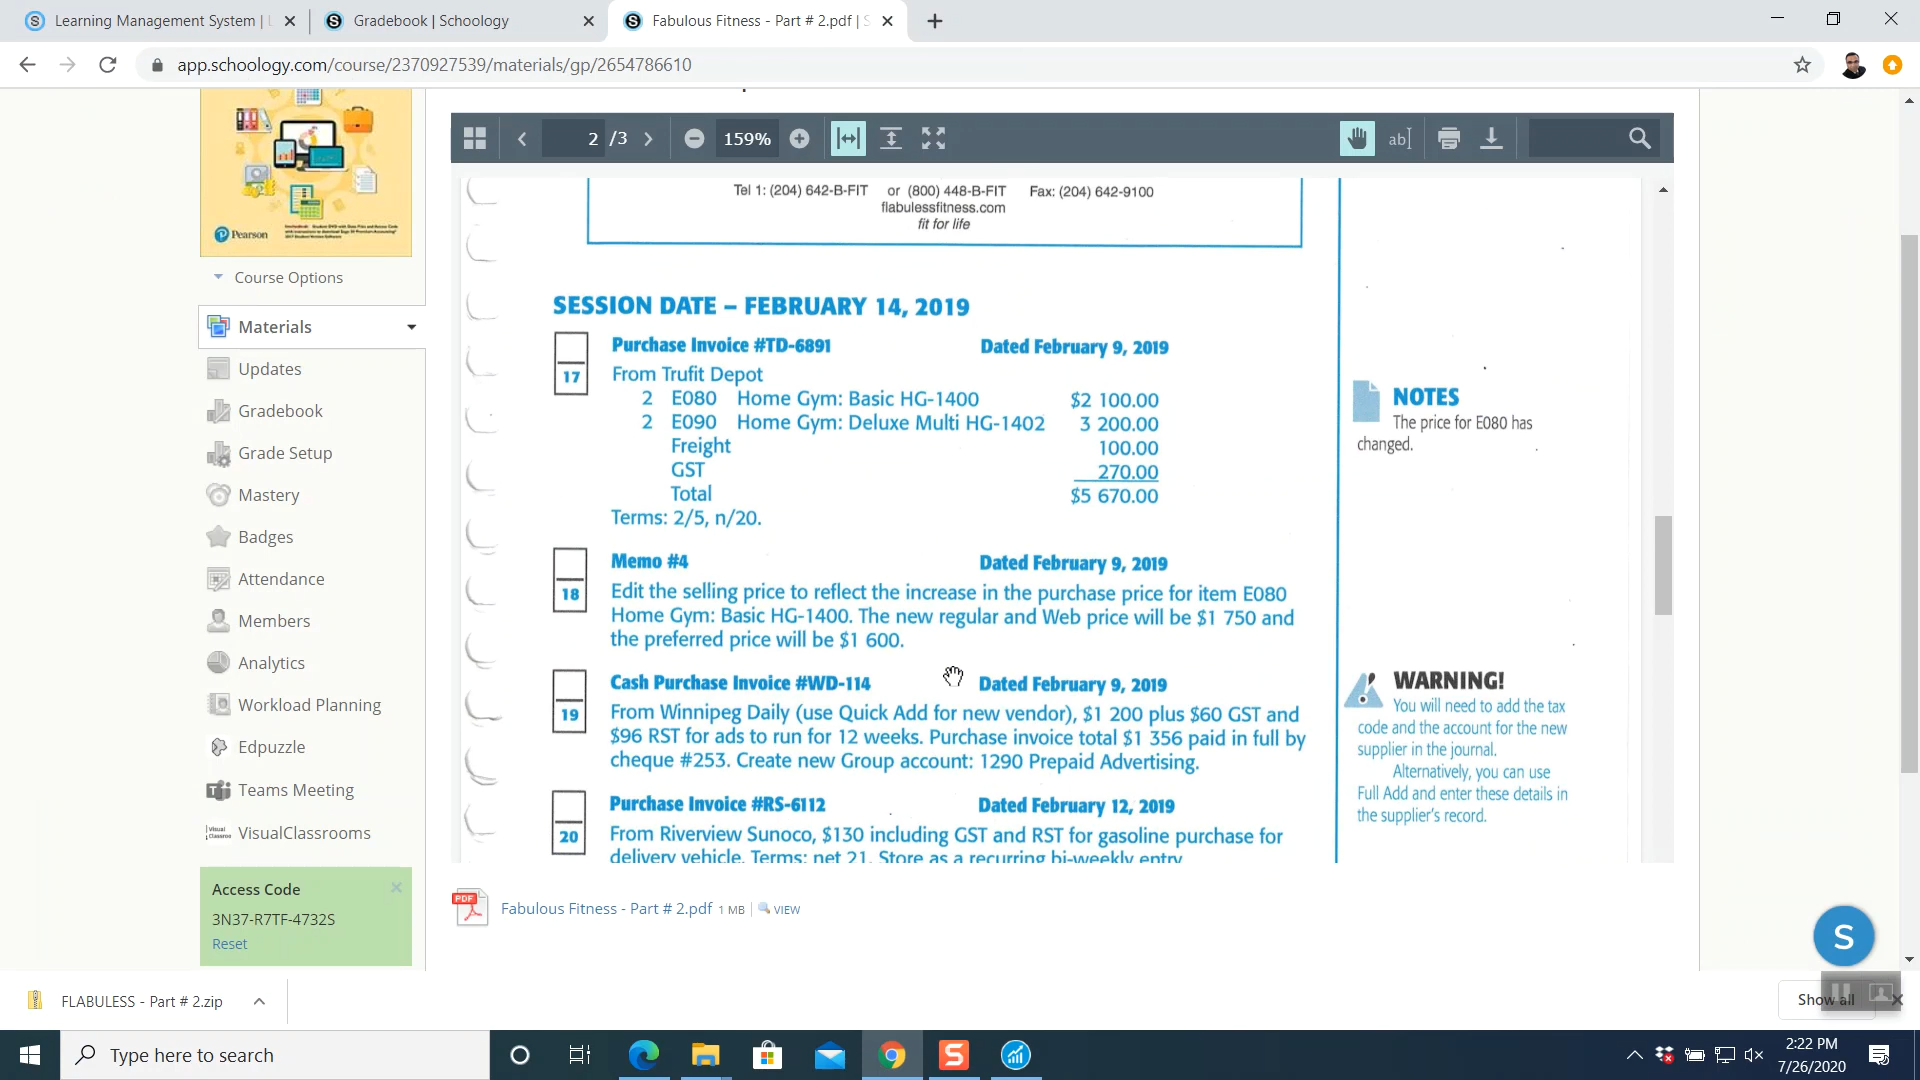 Learning Management System | L
Gradebook | Schoology
Fabulous Fitness - Part # 2.pdf | S
app.schoology.com/course/2370927539/materials/gp/2654786610
Pearson
Course Options
Materials
Updates
Gradebook
Grade Setup
Mastery
Badges
Attendance
Members
Analytics
Workload Planning
Edpuzzle
Teams Meeting
VisualClassrooms
Access Code
3N37-R7TF-4732S
Reset
2 /3
159%
ab
Tel 1: (204) 642-B-FIT or (800) 448-B-FIT Fax: (204) 642-9100
flabulessfitness.com
fit for life
SESSION DATE – FEBRUARY 14, 2019
17
Purchase Invoice #TD-6891 Dated February 9, 2019
From Trufit Depot
2 E080 Home Gym: Basic HG-1400 $2 100.00
2 E090 Home Gym: Deluxe Multi HG-1402 3 200.00
Freight 100.00
GST 270.00
Total $5 670.00
Terms: 2/5, n/20.
18
Memo #4 Dated February 9, 2019
Edit the selling price to reflect the increase in the purchase price for item E080
Home Gym: Basic HG-1400. The new regular and Web price will be $1 750 and
the preferred price will be $1 600.
19
Cash Purchase Invoice #WD-114 Dated February 9, 2019
From Winnipeg Daily (use Quick Add for new vendor), $1 200 plus $60 GST and
$96 RST for ads to run for 12 weeks. Purchase invoice total $1 356 paid in full by
cheque #253. Create new Group account: 1290 Prepaid Advertising.
20
Purchase Invoice #RS-6112 Dated February 12, 2019
From Riverview Sunoco, $130 including GST and RST for gasoline purchase for
delivery vehicle. Terms: net 21. Store as a recurring bi-weekly entry
NOTES
The price for E080 has
changed.
WARNING!
You will need to add the tax
code and the account for the new
supplier in the journal.
Alternatively, you can use
Full Add and enter these details in
the supplier's record.
PDF
Fabulous Fitness - Part # 2.pdf 1 MB VIEW
S
FLABULESS - Part # 2.zip
Show all
Type here to search
2:22 PM
7/26/2020